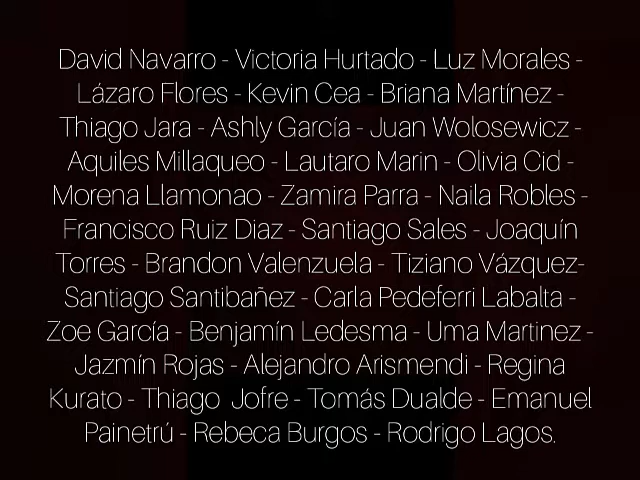 David Navarro - Victoria Hurtado - Luz Morales -
Lázaro Flores - Kevin Cea - Briana Martínez -
Thiago Jara - Ashly García - Juan Wolosewicz -
Aquiles Millaqueo - Lautaro Marin - Olivia Cid -
Morena Llamonao - Zamira Parra - Naila Robles -
Francisco Ruiz Diaz - Santiago Sales - Joaquín
Torres - Brandon Valenzuela - Tiziano Vázquez-
Santiago Santibañez - Carla Pedeferri Labalta -
Zoe García - Benjamín Ledesma - Uma Martinez -
Jazmín Rojas - Alejandro Arismendi - Regina
Kurato - Thiago  Jofre - Tomás Dualde - Emanuel
Painetrú - Rebeca Burgos - Rodrigo Lagos.